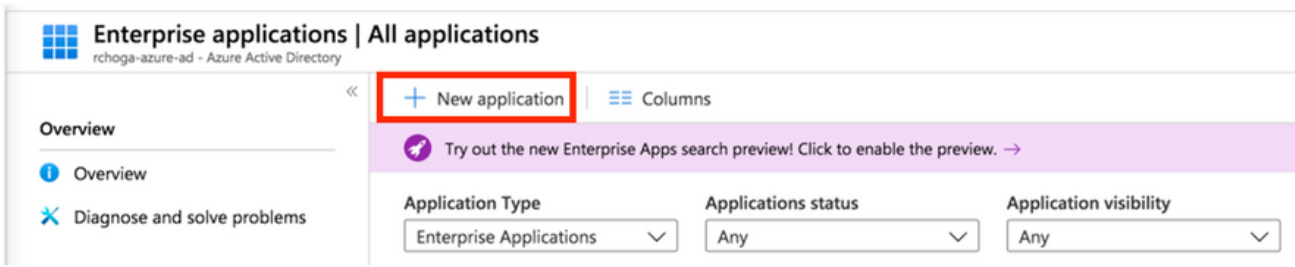 Enterprise applications | All applications
rchoga-azure-ad - Azure Active Directory
«
New application
Columns
Overview
Try out the new Enterprise Apps search preview! Click to enable the preview. →
Overview
Diagnose and solve problems
Application Type
Applications status
Application visibility
Enterprise Applications
Any
Any